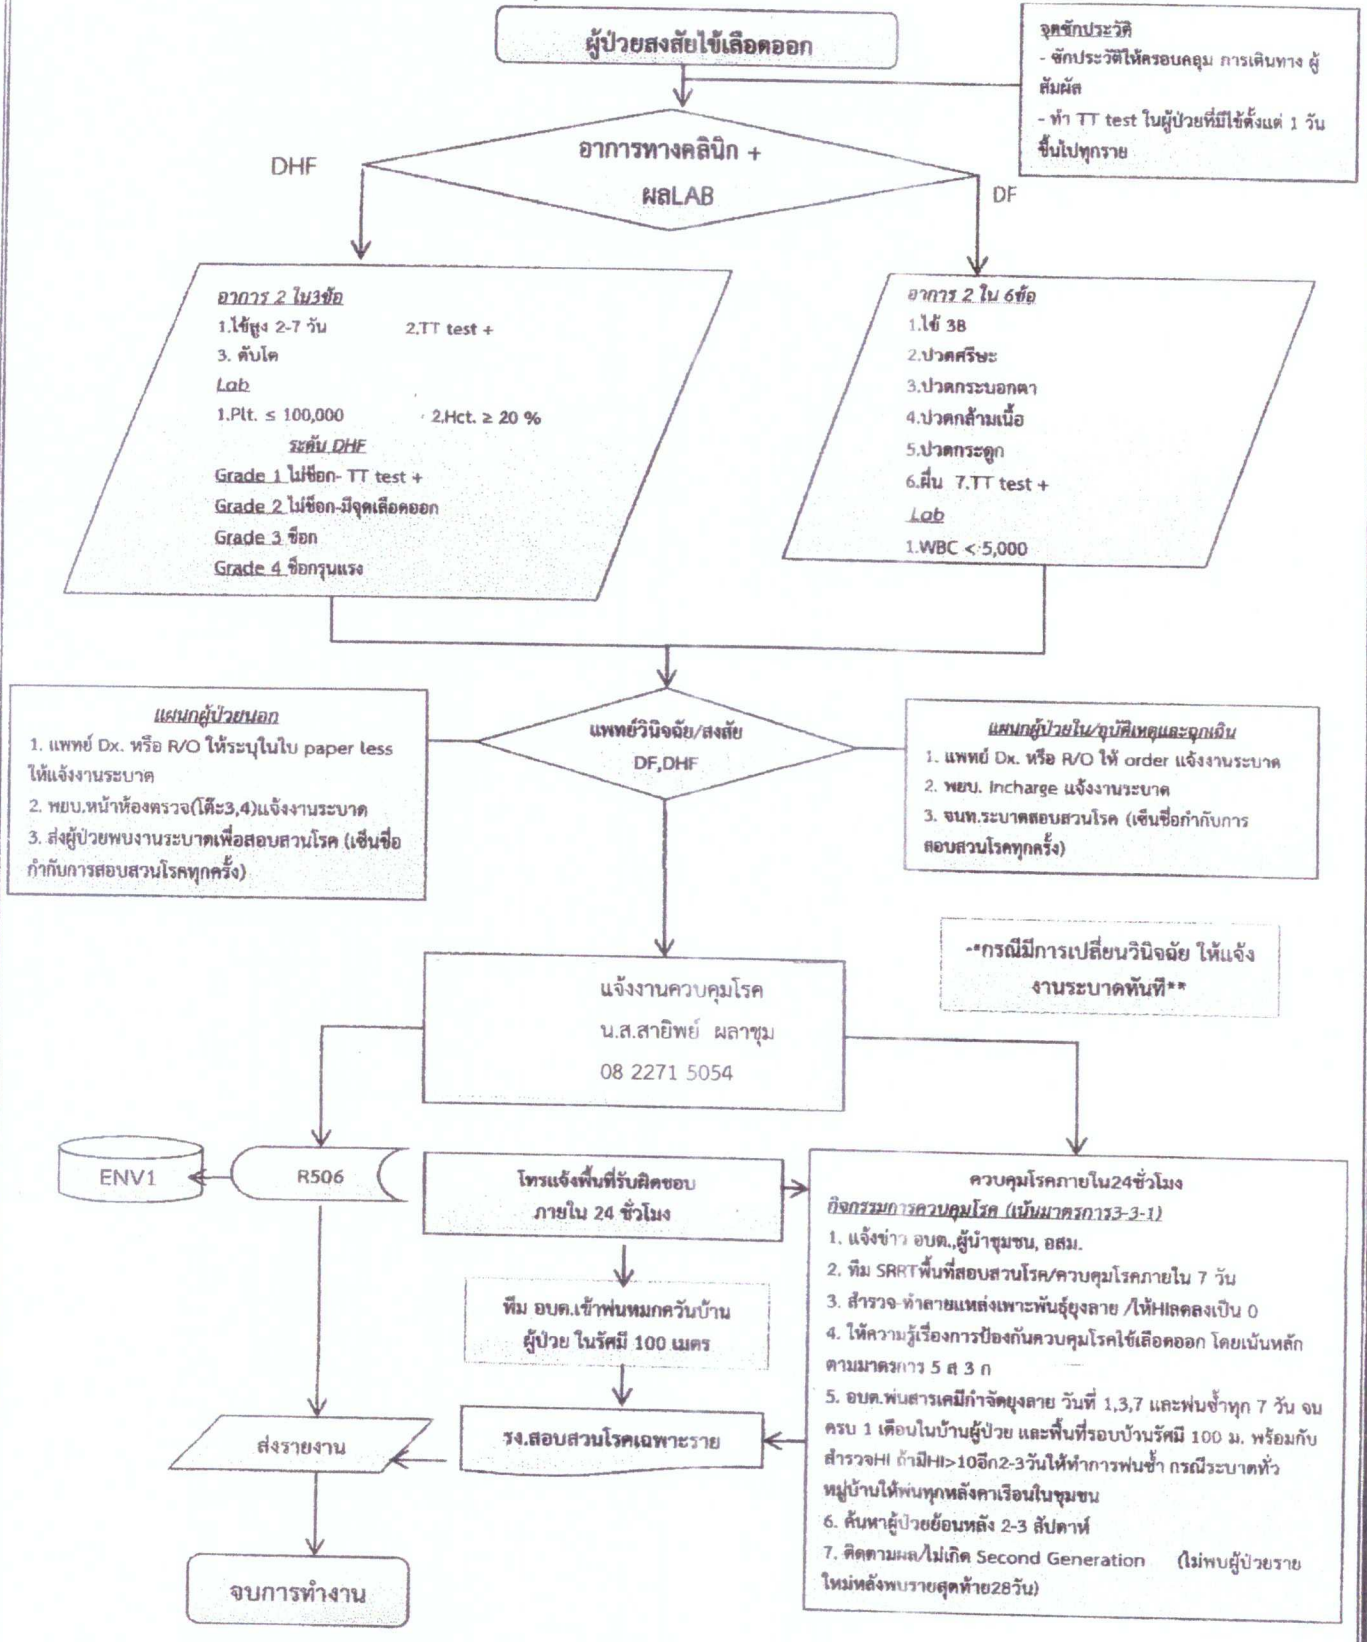 ผู้ป่วยสงสัยไข้เลือดออก
จุดซักประวัติ
- ซักประวัติให้ครอบคลุม การเดินทาง ผู้
สัมผัส
- ทำ TT test ในผู้ป่วยที่มีไข้ตั้งแต่ 1 วัน
ขึ้นไปทุกราย
อาการทางคลินิก +
ผลLAB
DHF
DF
อาการ 2 ใน3ข้อ
1.ไข้สูง 2-7 วัน 2.TT test +
3. ตับโต
Lab
1.Plt. ≤ 100,000 2.Hct. ≥ 20 %
ระดับ DHF
Grade 1 ไม่ช็อก- TT test +
Grade 2 ไม่ช็อก-มีจุดเลือดออก
Grade 3 ช็อก
Grade 4 ช็อกรุนแรง
อาการ 2 ใน 6ข้อ
1.ไข้ 38
2.ปวดศรีษะ
3.ปวดกระบอกตา
4.ปวดกล้ามเนื้อ
5.ปวดกระดูก
6.ผื่น 7.TT test +
Lab
1.WBC < 5,000
แพทย์วินิจฉัย/สงสัย
DF,DHF
แผนกผู้ป่วยนอก
1. แพทย์ Dx. หรือ R/O ให้ระบุในใบ paper less
ให้แจ้งงานระบาด
2. พยบ.หน้าห้องตรวจ(โต๊ะ3,4)แจ้งงานระบาด
3. ส่งผู้ป่วยพบงานระบาดเพื่อสอบสวนโรค (เซ็นชื่อ
กำกับการสอบสวนโรคทุกครั้ง)
แผนกผู้ป่วยใน/อุบัติเหตุและฉุกเฉิน
1. แพทย์ Dx. หรือ R/O ให้ order แจ้งงานระบาด
2. พยบ. Incharge แจ้งงานระบาด
3. จนท.ระบาดสอบสวนโรค (เซ็นชื่อกำกับการ
สอบสวนโรคทุกครั้ง)
**กรณีมีการเปลี่ยนวินิจฉัย ให้แจ้ง
งานระบาดทันที**
แจ้งงานควบคุมโรค
น.ส.สายิพย์ ผลาชุม
08 2271 5054
ENV1
R506
โทรแจ้งพื้นที่รับผิดชอบ
ภายใน 24 ชั่วโมง
ทีม อบต.เข้าพ่นหมกควันบ้าน
ผู้ป่วย ในรัศมี 100 เมตร
รง.สอบสวนโรคเฉพาะราย
ส่งรายงาน
จบการทำงาน
ควบคุมโรคภายใน24ชั่วโมง
กิจกรรมการควบคุมโรค (เน้นมาตรการ3-3-1)
1. แจ้งข่าว อบต.,ผู้นำชุมชน, อสม.
2. ทีม SRRTพื้นที่สอบสวนโรค/ควบคุมโรคภายใน 7 วัน
3. สำรวจ-ทำลายแหล่งเพาะพันธุ์ยุงลาย /ให้HIลดลงเป็น 0
4. ให้ความรู้เรื่องการป้องกันควบคุมโรคไข้เลือดออก โดยเน้นหลัก
ตามมาตรการ 5 ส 3 ก
5. อบต.พ่นสารเคมีกำจัดยุงลาย วันที่ 1,3,7 และพ่นซ้ำทุก 7 วัน จน
ครบ 1 เดือนในบ้านผู้ป่วย และพื้นที่รอบบ้านรัศมี 100 ม. พร้อมกับ
สำรวจHI ถ้ามีHI>10อีก2-3วันให้ทำการพ่นซ้ำ กรณีระบาดทั่ว
หมู่บ้านให้พ่นทุกหลังคาเรือนในชุมชน
6. ค้นหาผู้ป่วยย้อนหลัง 2-3 สัปดาห์
7. ติดตามผล/ไม่เกิด Second Generation (ไม่พบผู้ป่วยราย
ใหม่หลังพบรายสุดท้าย28วัน)